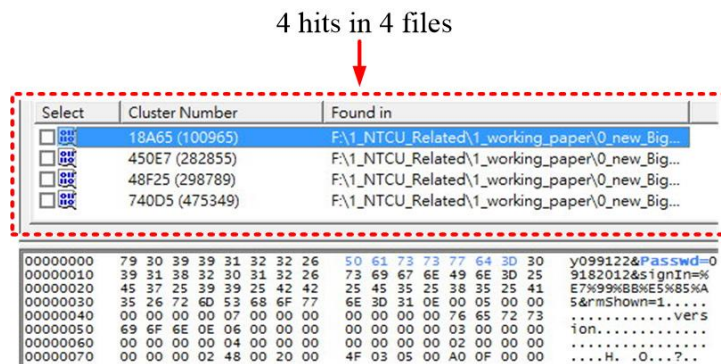 4 hits in 4 files
Select Cluster Number Found in
18A65 (100965) F:\1_NTCU_Related\1_working_paper\0_new_Big...
450E7 (282855) F:\1_NTCU_Related\1_working_paper\0_new_Big...
48F25 (298789) F:\1_NTCU_Related\1_working_paper\0_new_Big...
740D5 (475349) F:\1_NTCU_Related\1_working_paper\0_new_Big...
00000000 79 30 39 39 31 32 32 26 50 61 73 73 77 64 3D 30 y099122&Passwd=0
00000010 39 31 38 32 30 31 32 26 73 69 67 6E 49 6E 3D 25 9182012&signIn=%
00000020 45 37 25 39 39 25 42 42 25 45 35 25 38 35 25 41 E7%99%BB%E5%85%A
00000030 35 26 72 6D 53 68 6F 77 6E 3D 31 0E 00 05 00 00 5&rmShown=1.....
00000040 00 00 00 00 07 00 00 00 00 00 00 00 76 65 72 73 ............vers
00000050 69 6F 6E 0E 06 00 00 00 00 00 00 00 03 00 00 00 ion.............
00000060 00 00 00 00 04 00 00 00 00 00 00 00 02 00 00 00 ................
00000070 00 00 00 02 48 00 20 00 4F 03 05 00 A0 0F 00 00 ....H. .O...?..